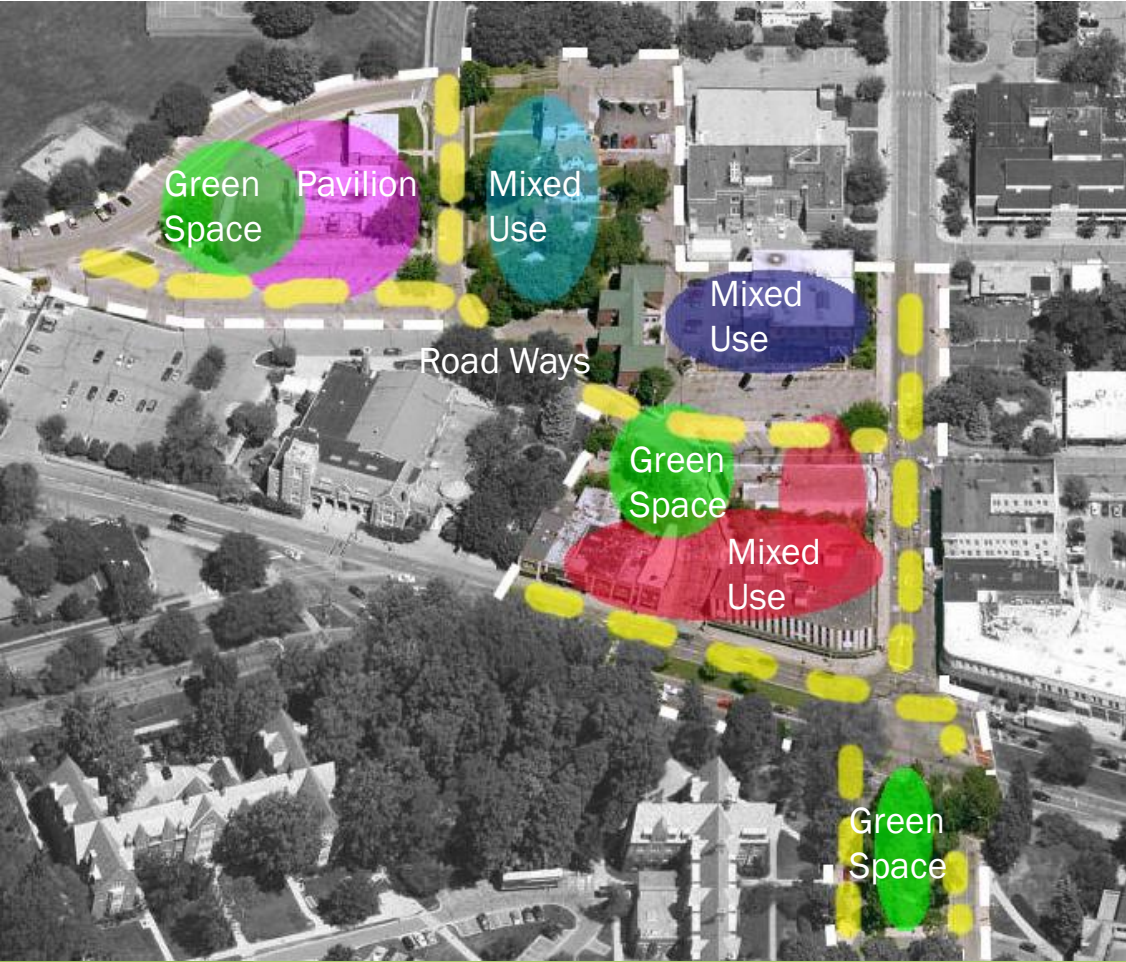 Green
Space
Pavilion
Mixed
Use
Mixed
Use
Road Ways
Green
Space
Mixed
Use
Green
Space